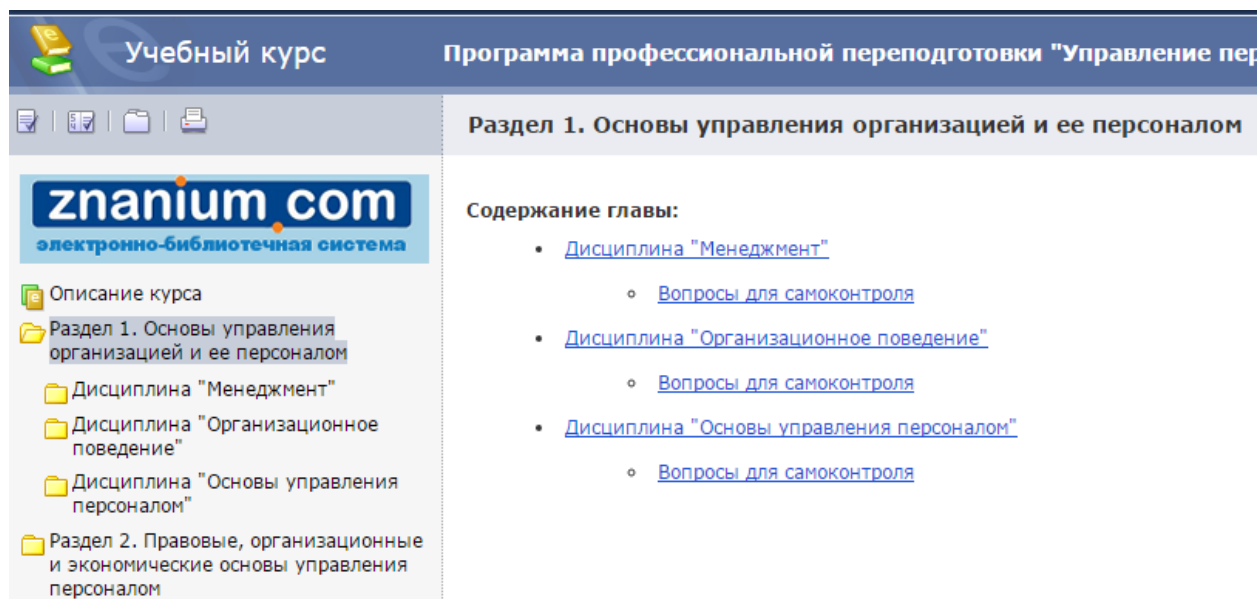 Учебный курс
Программа профессиональной переподготовки "Управление пер
Раздел 1. Основы управления организацией и ее персоналом
znanium.com
электронно-библиотечная система
Описание курса
Раздел 1. Основы управления
организацией и ее персоналом
Дисциплина "Менеджмент"
Дисциплина "Организационное
поведение"
Дисциплина "Основы управления
персоналом"
Раздел 2. Правовые, организационные
и экономические основы управления
персоналом
Содержание главы:
Дисциплина "Менеджмент"
Вопросы для самоконтроля
Дисциплина "Организационное поведение"
Вопросы для самоконтроля
Дисциплина "Основы управления персоналом"
Вопросы для самоконтроля